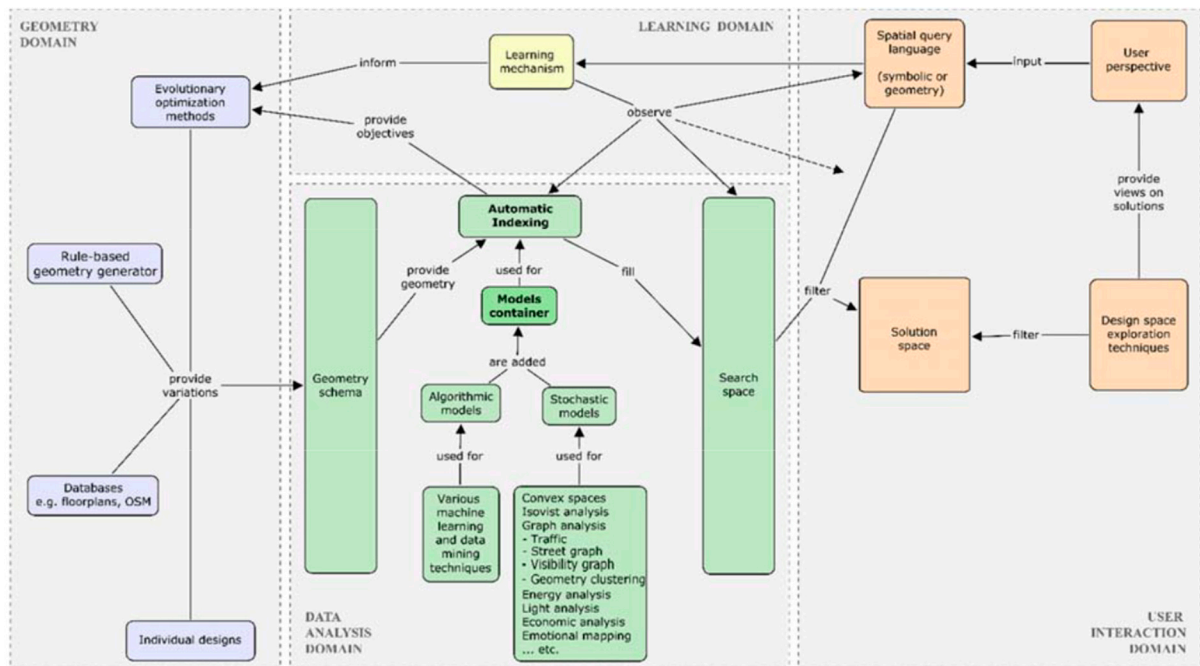 GEOMETRY
DOMAIN
LEARNING DOMAIN
Learning
mechanism
Spatial query
language
(symbolic or
geometry)
User
perspective
inform
input
Evolutionary
optimization
methods
provide
objectives
observe
provide
views on
solutions
Automatic
Indexing
Rule-based
geometry generator
provide
geometry
used for
fill
Models
container
filter
Solution
space
filter
Design space
exploration
techniques
provide
variations
Geometry
schema
are added
Search
space
Algorithmic
models
Stochastic
models
used for
used for
Databases
e.g. floorplans, OSM
Various
machine
learning
and data
mining
techniques
Convex spaces
Isovist analysis
Graph analysis
- Traffic
- Street graph
- Visibility graph
- Geometry clustering
Energy analysis
Light analysis
Economic analysis
Emotional mapping
... etc.
Individual designs
DATA
ANALYSIS
DOMAIN
USER
INTERACTION
DOMAIN